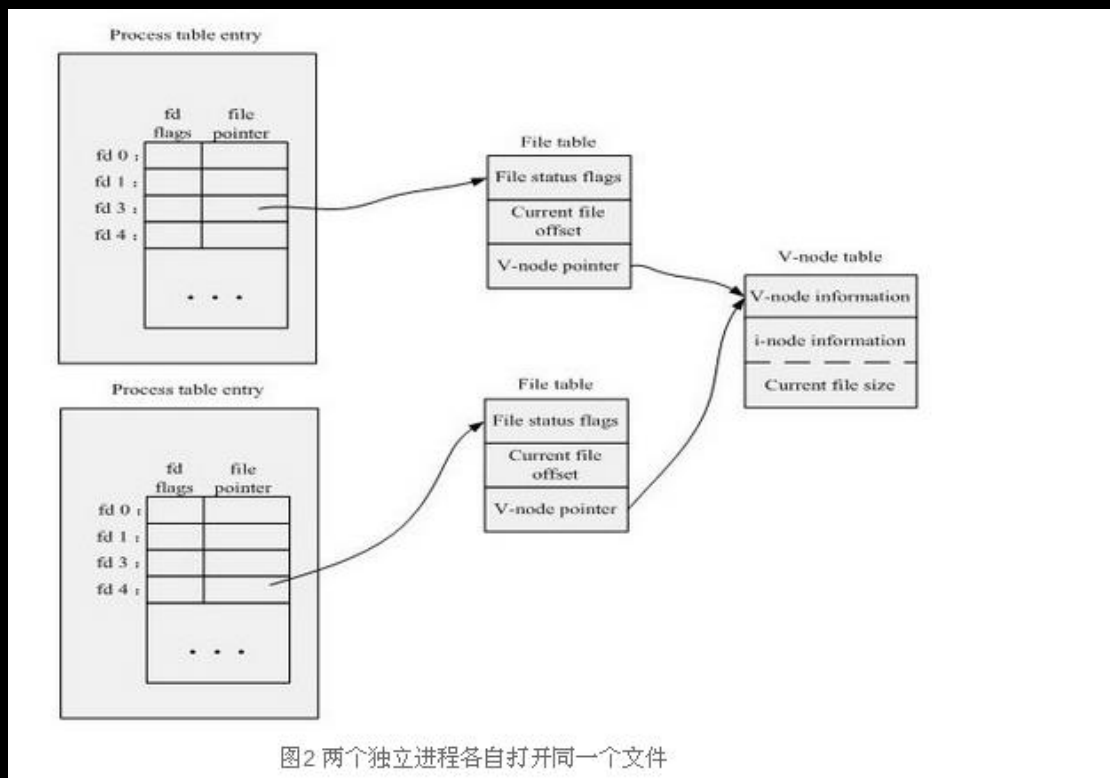 Process table entry
fd flags
file pointer
fd 0 :
fd 1 :
fd 3 :
fd 4 :
. . .
File table
File status flags
Current file
offset
V-node pointer
V-node table
V-node information
i-node information
Current file size
Process table entry
fd flags
file pointer
fd 0 :
fd 1 :
fd 3 :
fd 4 :
. . .
File table
File status flags
Current file
offset
V-node pointer
图2 两个独立进程各自打开同一个文件